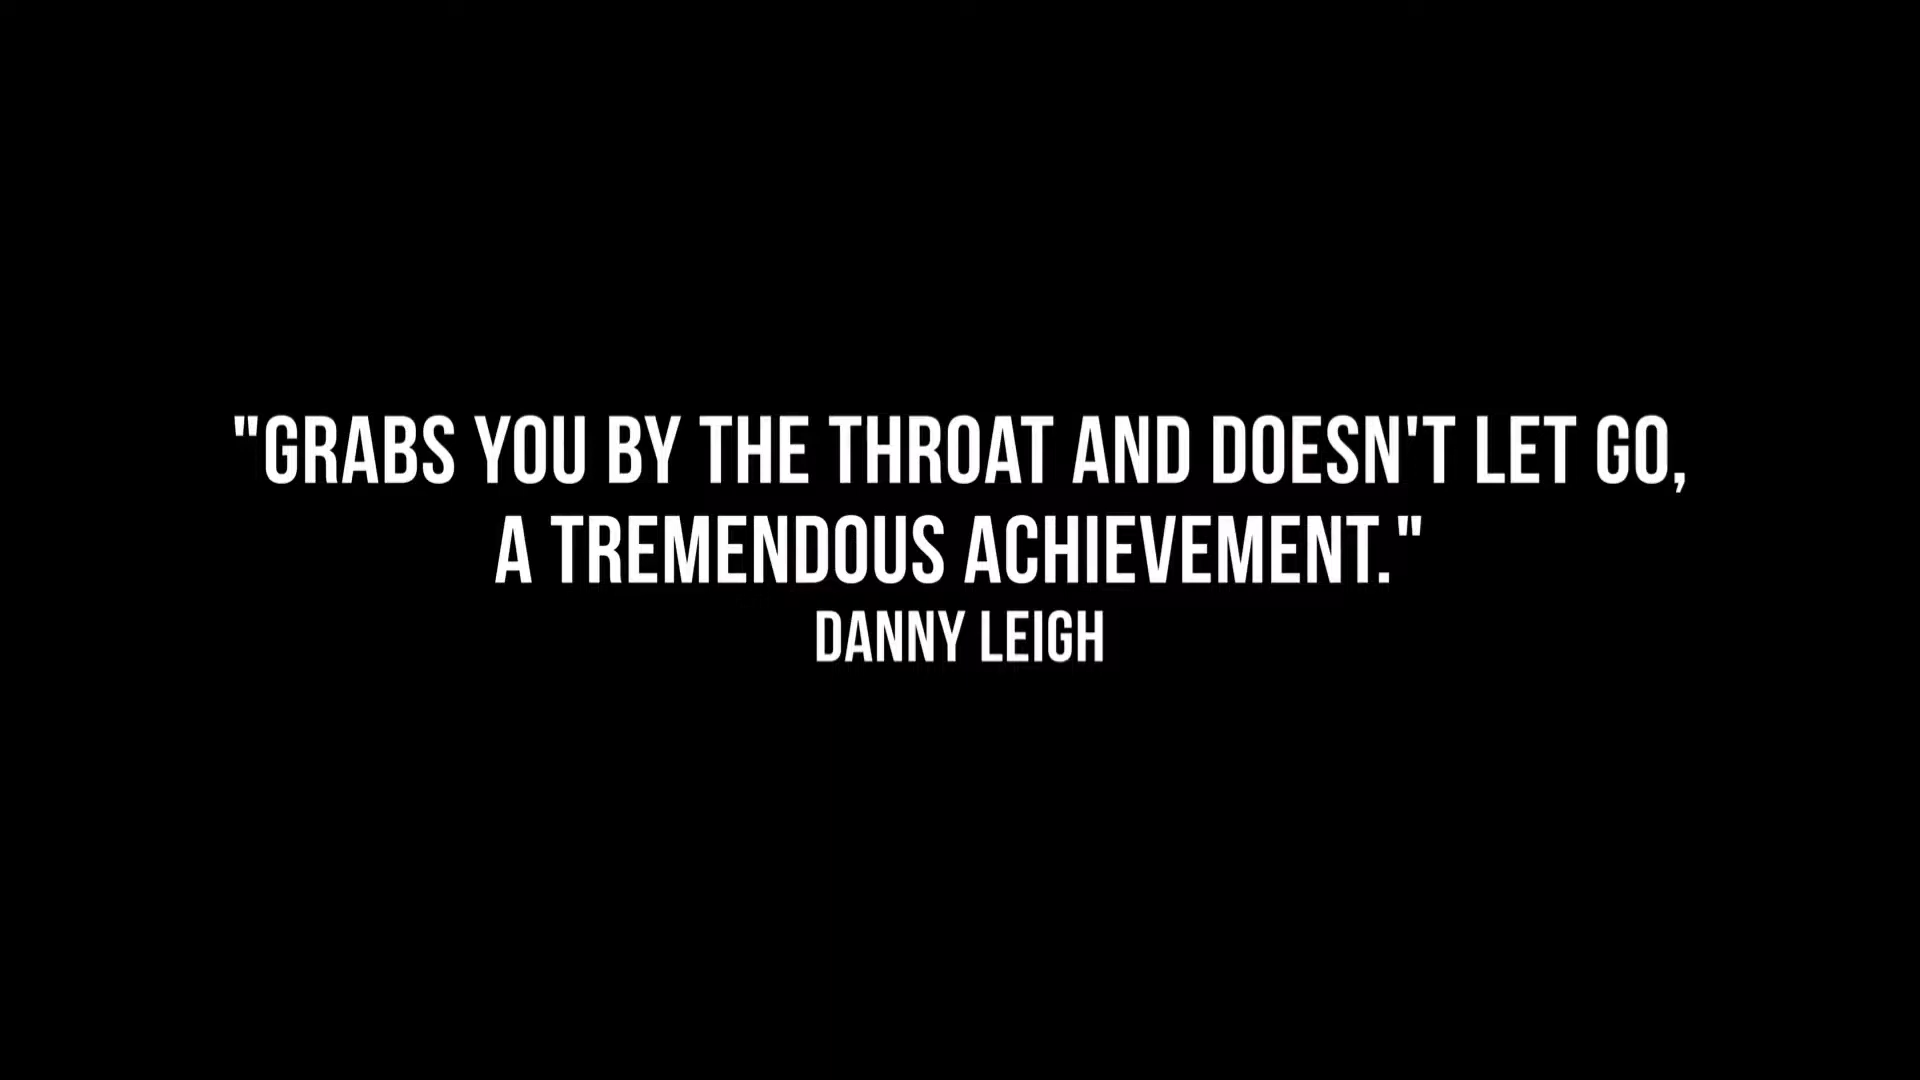 "GRABS YOU BY THE THROAT AND DOESN'T LET GO,
A TREMENDOUS ACHIEVEMENT."
DANNY LEIGH